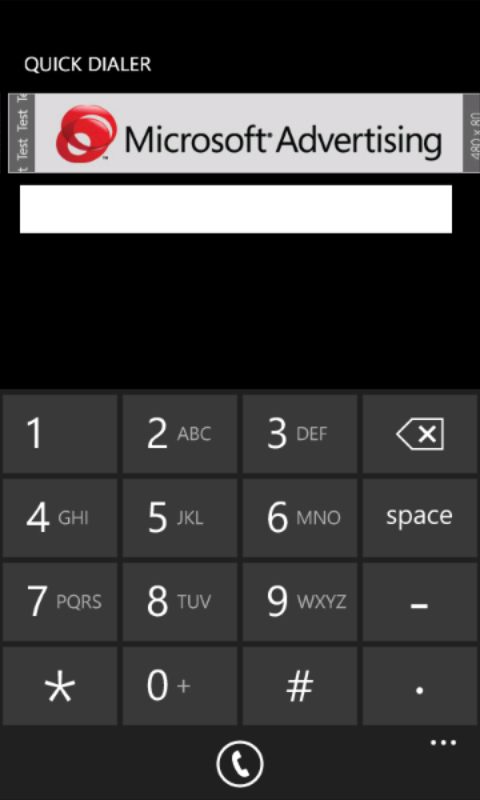 QUICK DIALER
Test Test Te
Microsoft Advertising
480 x 80
1
2 ABC
3 DEF
4 GHI
5 JKL
6 MNO
space
7 PQRS
8 TUV
9 WXYZ
-
*
0 +
#
.
...